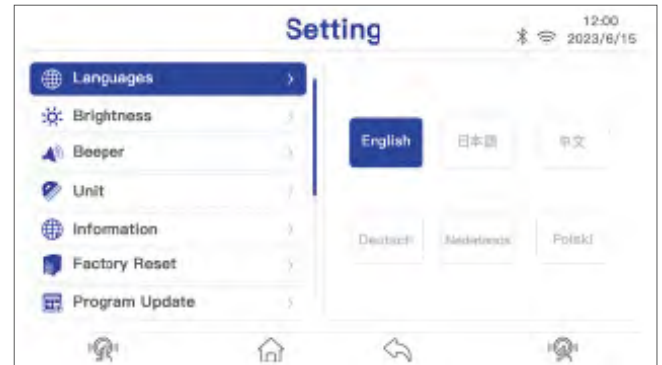 Setting
12:00
2023/6/15
Languages
Brightness
Beeper
Unit
Information
Factory Reset
Program Update
English 日本語 中文
Deutsch Nederlands Polski